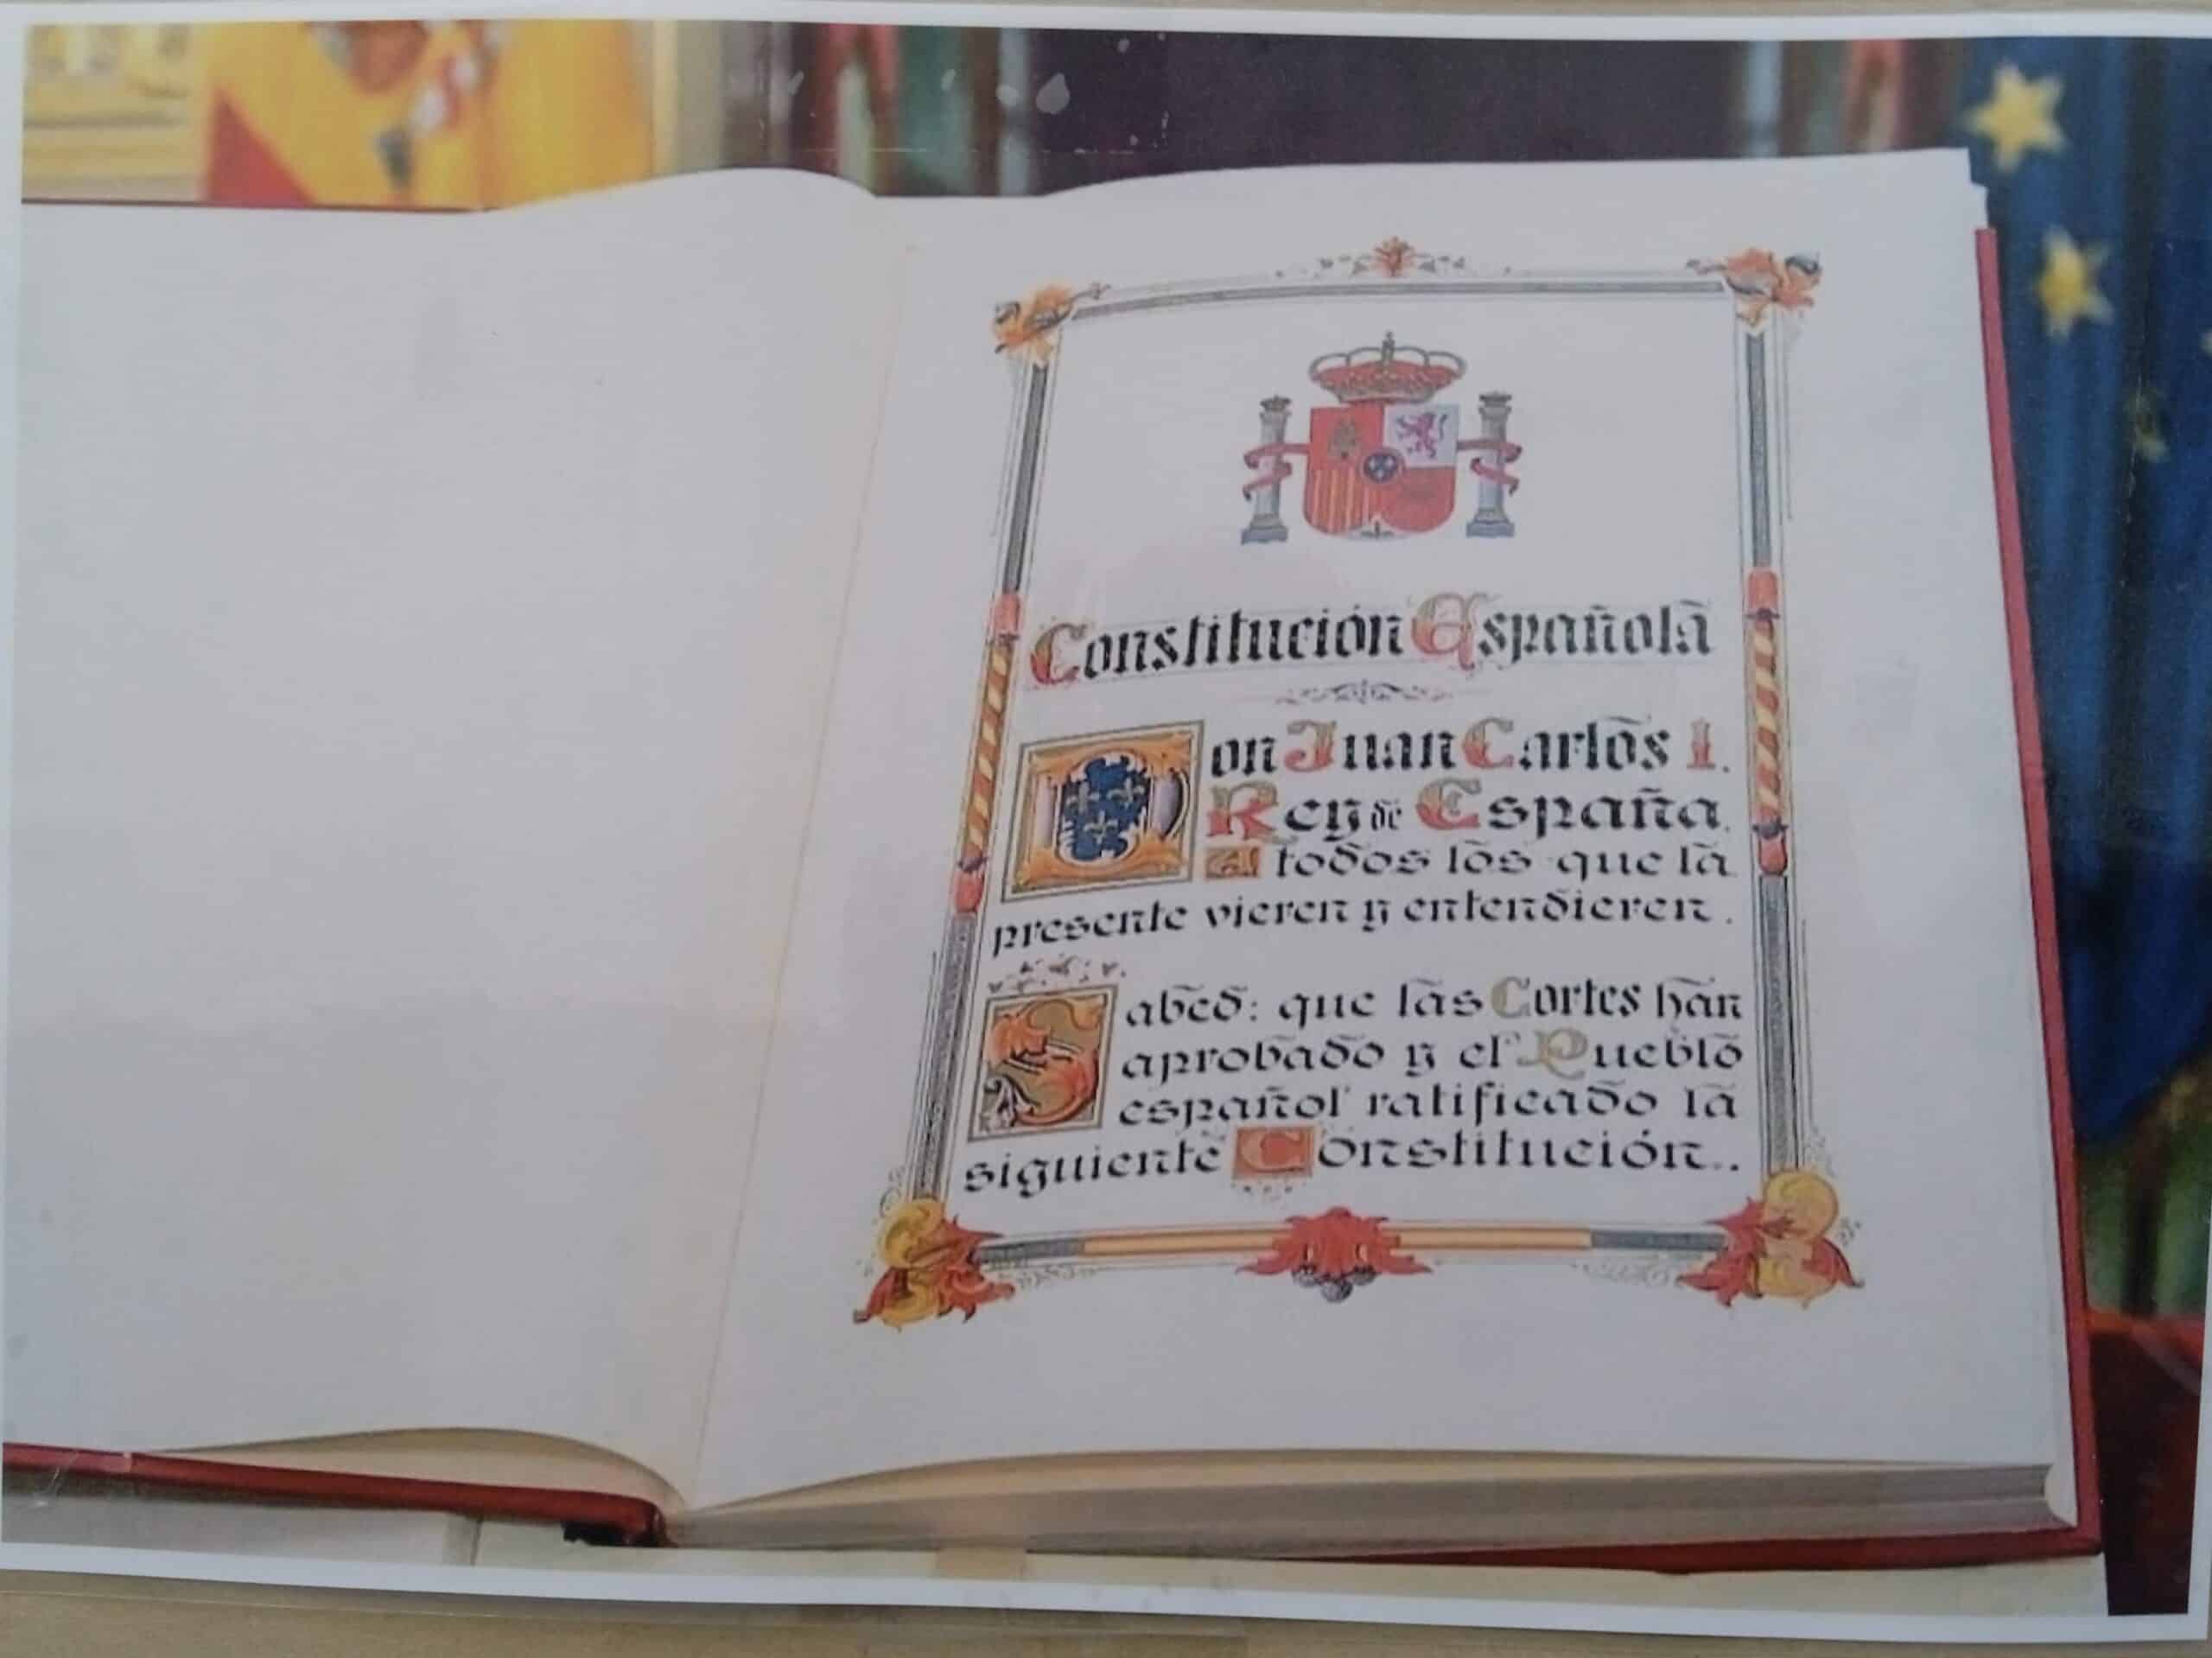 Constitución Española
Don Juan Carlos I.
Rey de España.
A todos los que la
presente vieren y entendieren.
Sabed: que las Cortes han
aprobado y el Pueblo
español ratificado la
siguiente Constitución..